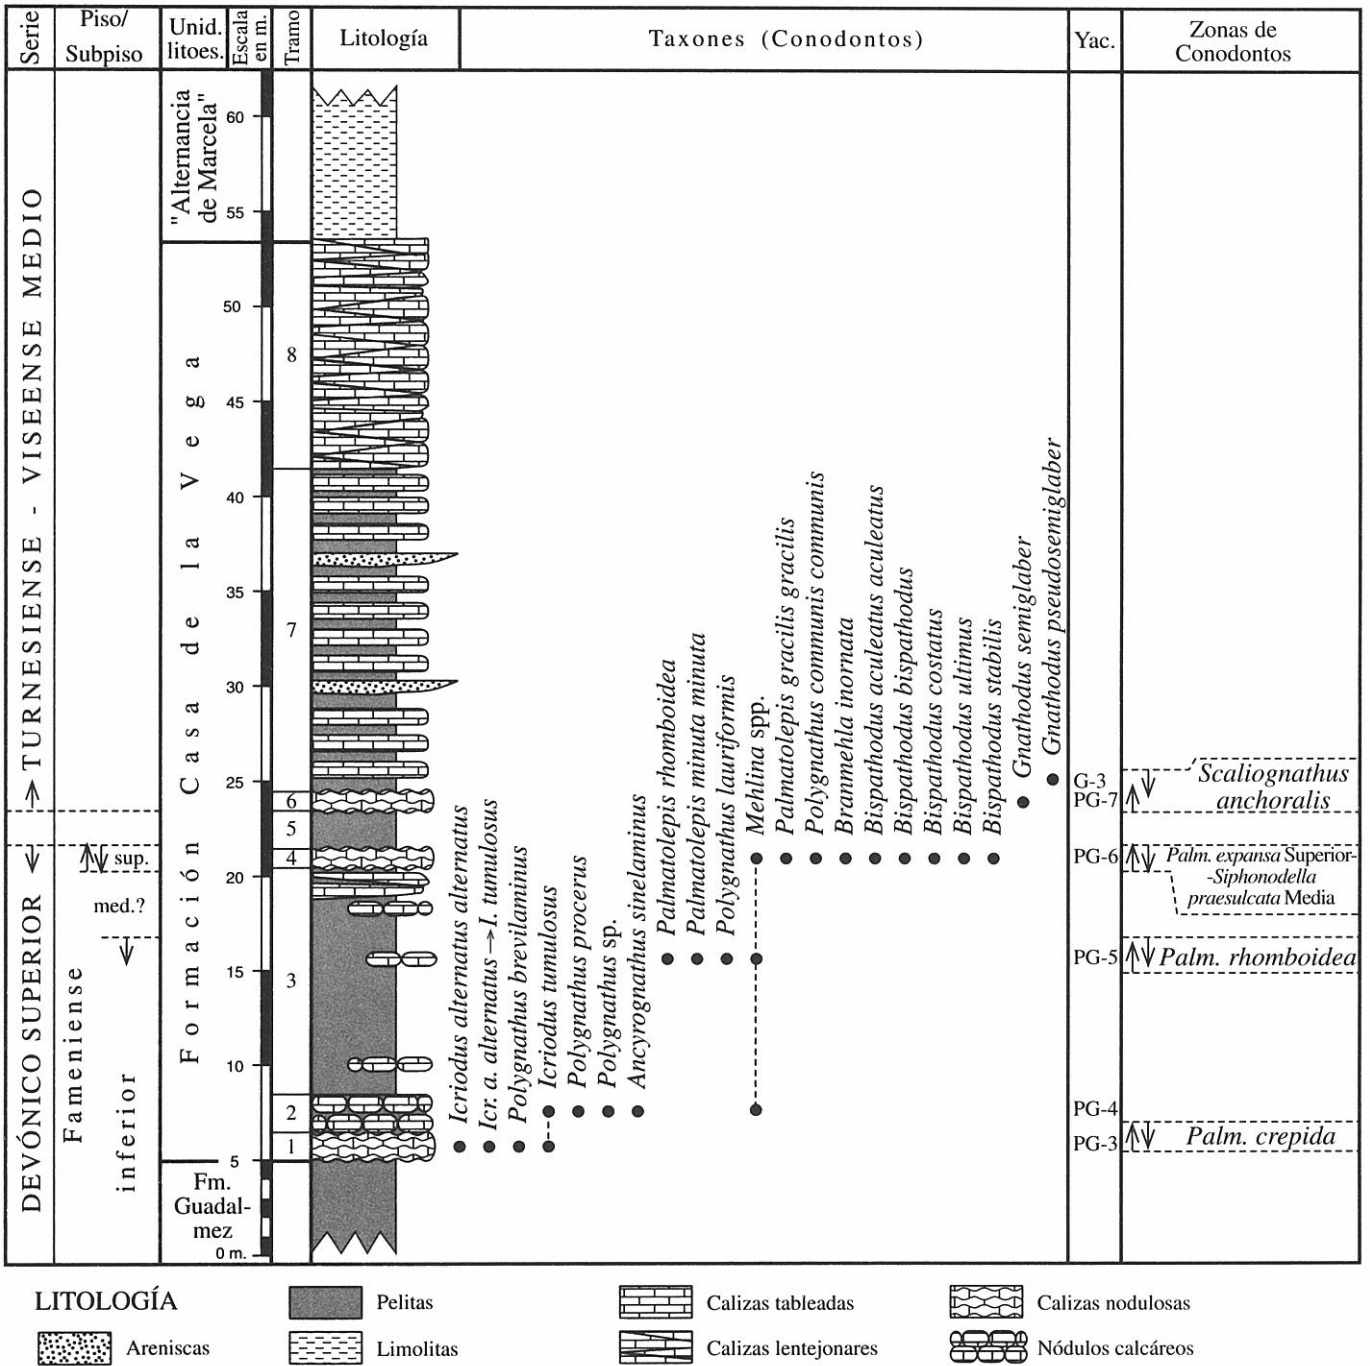 Serie
Piso/
Subpiso
Unid.
litoes.
Escala
en m.
Tramo
Litología
Taxones (Conodontos)
Yac.
Zonas de
Conodontos
TURNESIENSE - VISEENSE MEDIO
DEVÓNICO SUPERIOR
sup.
med.?
Fameniense
inferior
"Alternancia
de Marcela"
Formación Casa de la Vega
Fm.
Guadal-
mez
60
55
50
45
40
35
30
25
20
15
10
5
0 m.
8
7
6
5
4
3
2
1
Icriodus alternatus alternatus
Icr. a. alternatus → I. tumulosus
Polygnathus brevilaminus
Icriodus tumulosus
Polygnathus procerus
Polygnathus sp.
Ancyrognathus sinelaminus
Palmatolepis rhomboidea
Palmatolepis minuta minuta
Polygnathus lauriformis
Mehlina spp.
Palmatolepis gracilis gracilis
Polygnathus communis communis
Branmehla inornata
Bispathodus aculeatus aculeatus
Bispathodus bispathodus
Bispathodus costatus
Bispathodus ultimus
Bispathodus stabilis
Gnathodus semiglaber
Gnathodus pseudosemiglaber
G-3
PG-7
PG-6
PG-5
PG-4
PG-3
Scaliognathus
anchoralis
Palm. expansa Superior-
-Siphonodella
praesulcata Media
Palm. rhomboidea
Palm. crepida
LITOLOGÍA
Pelitas
Calizas tableadas
Calizas nodulosas
Areniscas
Limolitas
Calizas lentejonares
Nódulos calcáreos